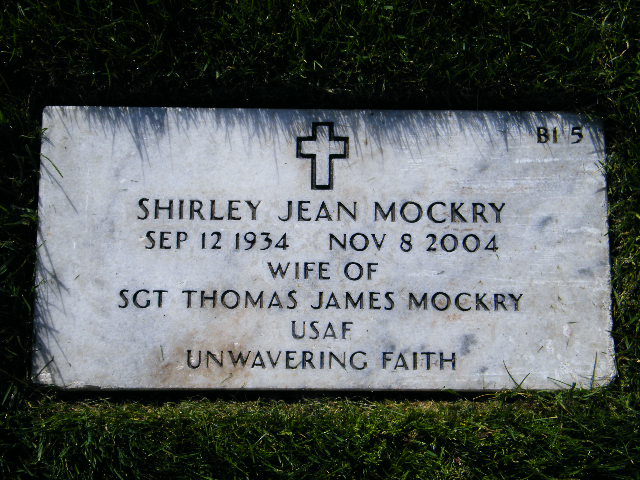 B1 5
SHIRLEY JEAN MOCKRY
SEP 12 1934 NOV 8 2004
WIFE OF
SGT THOMAS JAMES MOCKRY
USAF
UNWAVERING FAITH